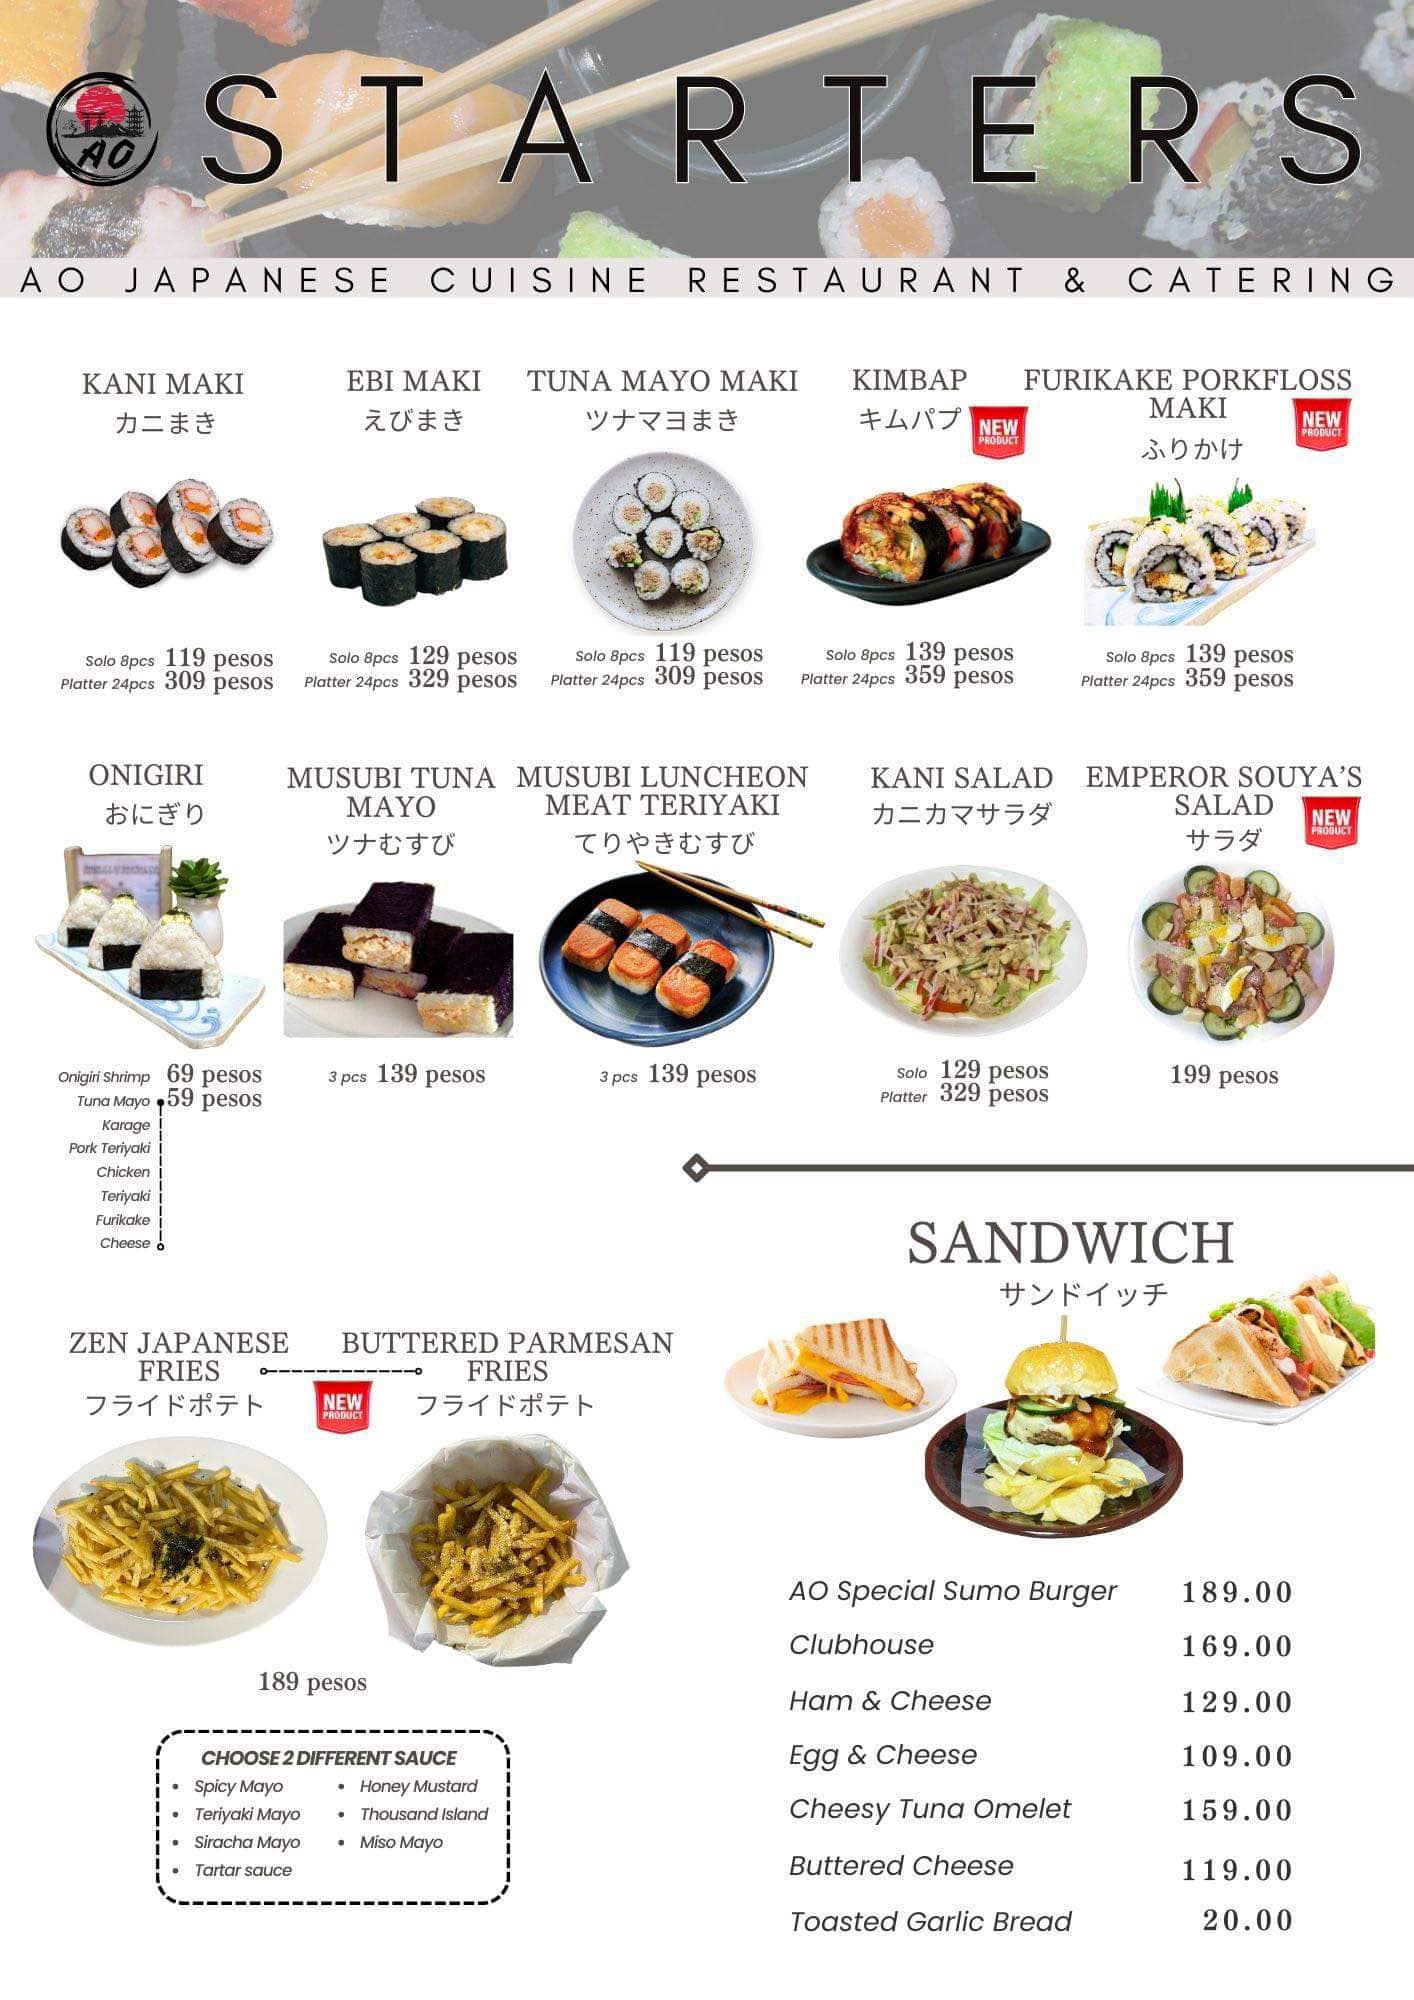 AO
STARTERS
AO JAPANESE CUISINE RESTAURANT & CATERING
KANI MAKI
カニまき
Solo 8pcs 119 pesos
Platter 24pcs 309 pesos
EBI MAKI
えびまき
Solo 8pcs 129 pesos
Platter 24pcs 329 pesos
TUNA MAYO MAKI
ツナマヨまき
Solo 8pcs 119 pesos
Platter 24pcs 309 pesos
KIMBAP
キムパプ
NEW
PRODUCT
Solo 8pcs 139 pesos
Platter 24pcs 359 pesos
FURIKAKE PORKFLOSS
MAKI
ふりかけ
NEW
PRODUCT
Solo 8pcs 139 pesos
Platter 24pcs 359 pesos
ONIGIRI
おにぎり
Onigiri Shrimp 69 pesos
Tuna Mayo 59 pesos
Karage
Pork Teriyaki
Chicken
Teriyaki
Furikake
Cheese
MUSUBI TUNA
MAYO
ツナむすび
3 pcs 139 pesos
MUSUBI LUNCHEON
MEAT TERIYAKI
てりやきむすび
3 pcs 139 pesos
KANI SALAD
カニカマサラダ
Solo 129 pesos
Platter 329 pesos
EMPEROR SOUYA'S
SALAD
サラダ
NEW
PRODUCT
199 pesos
ZEN JAPANESE
FRIES
フライドポテト
NEW
PRODUCT
BUTTERED PARMESAN
FRIES
フライドポテト
189 pesos
CHOOSE 2 DIFFERENT SAUCE
• Spicy Mayo
• Teriyaki Mayo
• Siracha Mayo
• Tartar sauce
• Honey Mustard
• Thousand Island
• Miso Mayo
SANDWICH
サンドイッチ
AO Special Sumo Burger 189.00
Clubhouse 169.00
Ham & Cheese 129.00
Egg & Cheese 109.00
Cheesy Tuna Omelet 159.00
Buttered Cheese 119.00
Toasted Garlic Bread 20.00